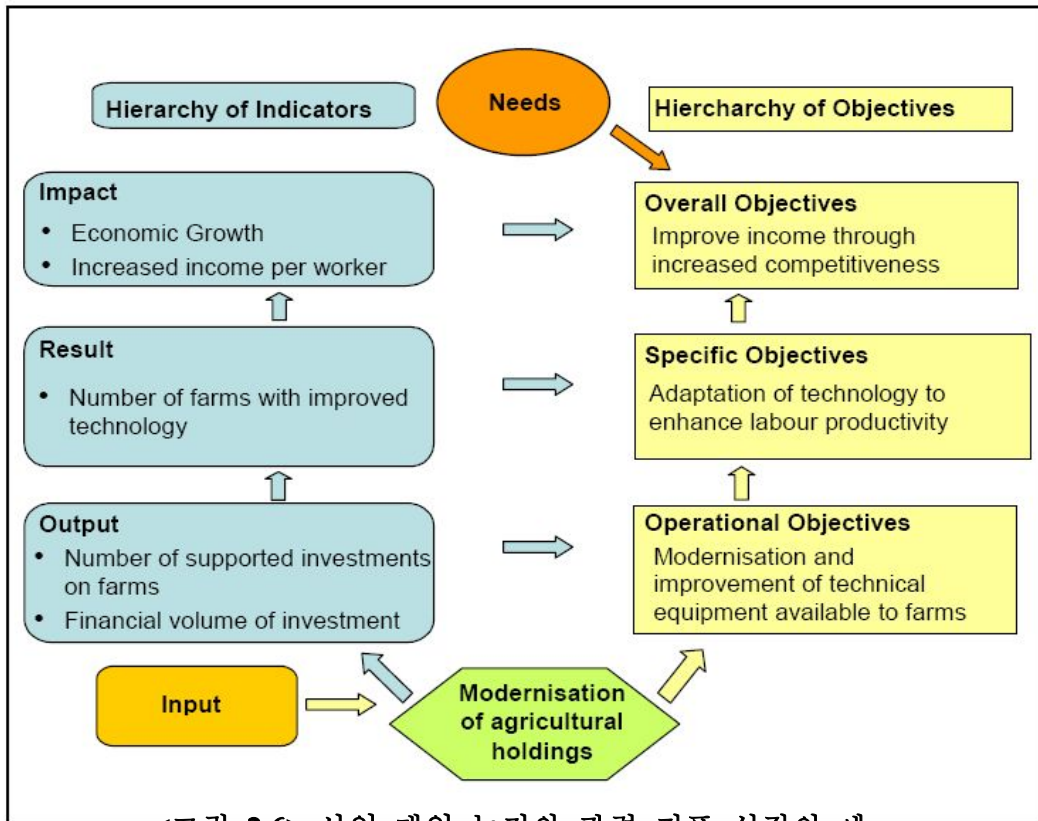 Needs
Hierarchy of Indicators
Hiercharchy of Objectives
Impact
• Economic Growth
• Increased income per worker
Overall Objectives
Improve income through
increased competitiveness
Result
• Number of farms with improved
technology
Specific Objectives
Adaptation of technology to
enhance labour productivity
Output
• Number of supported investments
on farms
• Financial volume of investment
Operational Objectives
Modernisation and
improvement of technical
equipment available to farms
Input
Modernisation
of agricultural
holdings